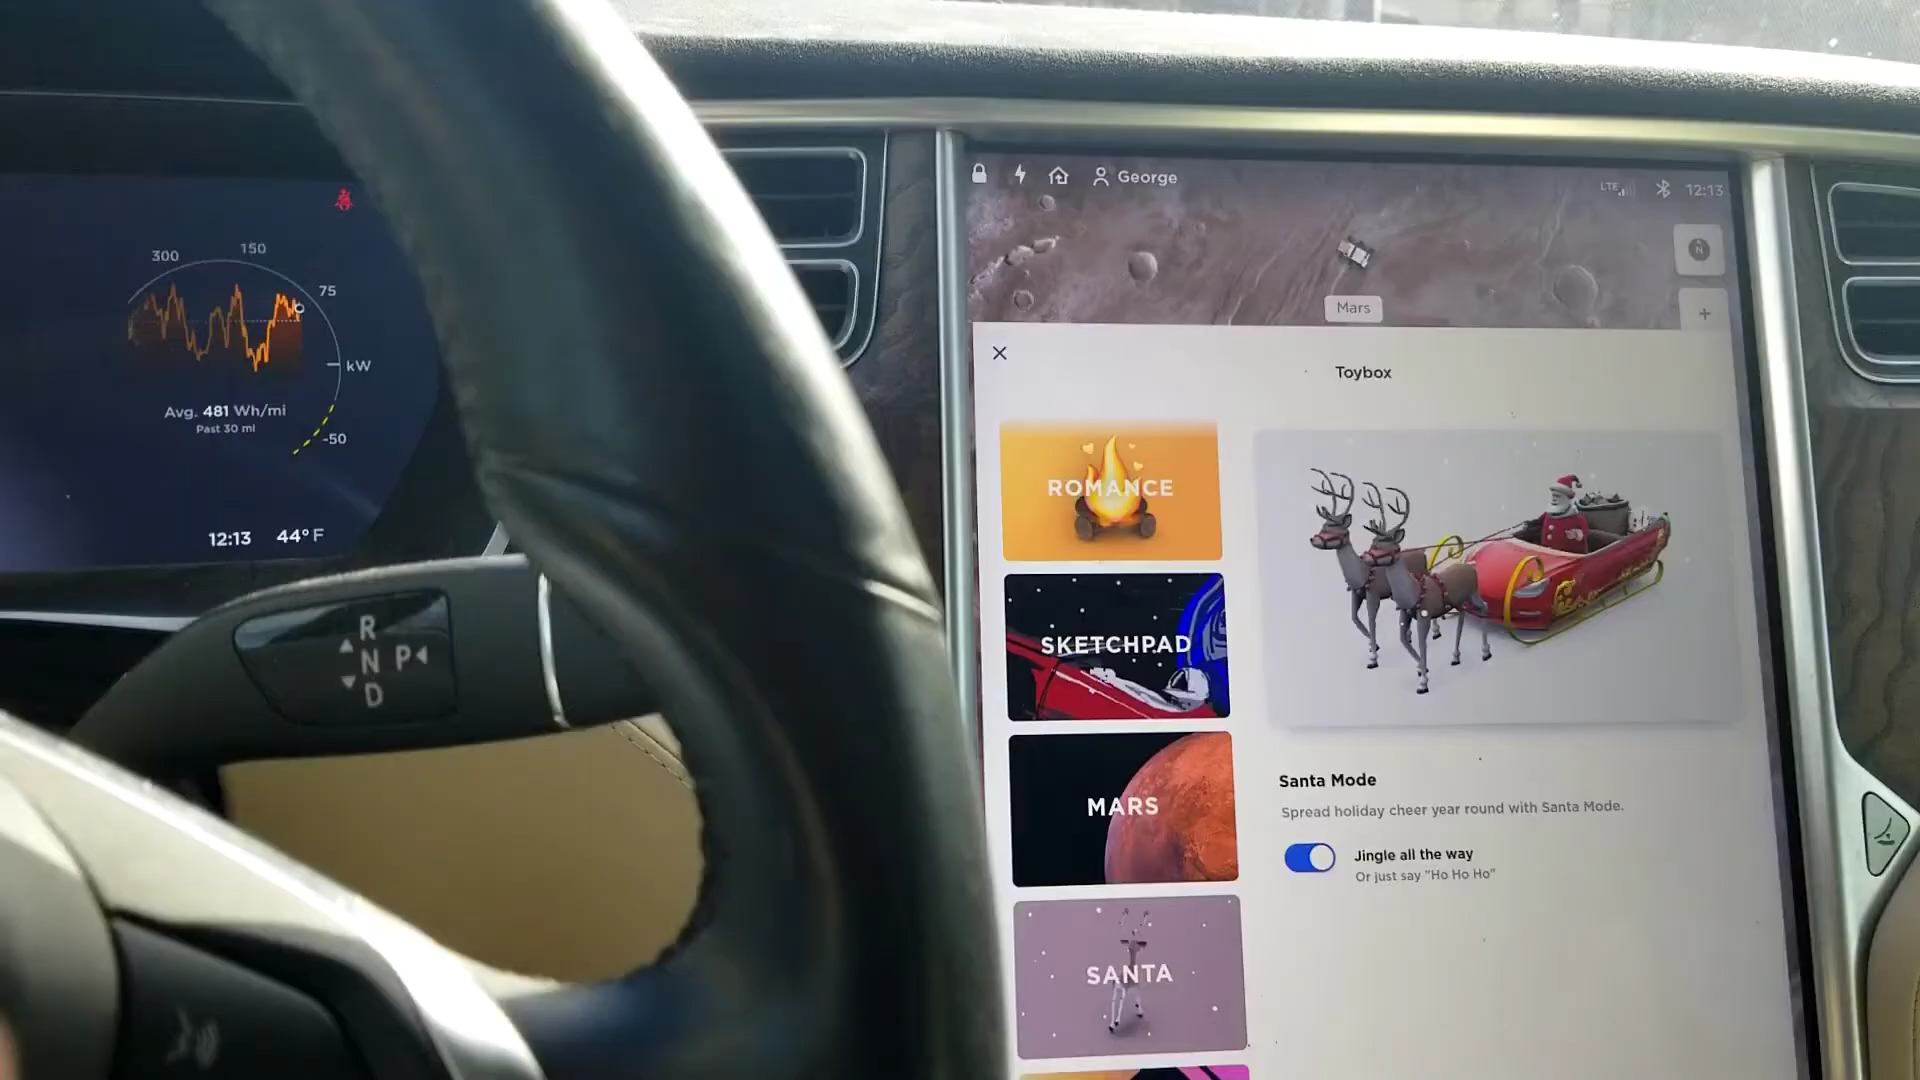 300
150
75
kW
-50
Avg. 481 Wh/mi
Past 30 mi
12:13 44° F
R
N P
D
George
LTE 12:13
N
Mars
Toybox
ROMANCE
SKETCHPAD
MARS
SANTA
Santa Mode
Spread holiday cheer year round with Santa Mode.
Jingle all the way
Or just say "Ho Ho Ho"